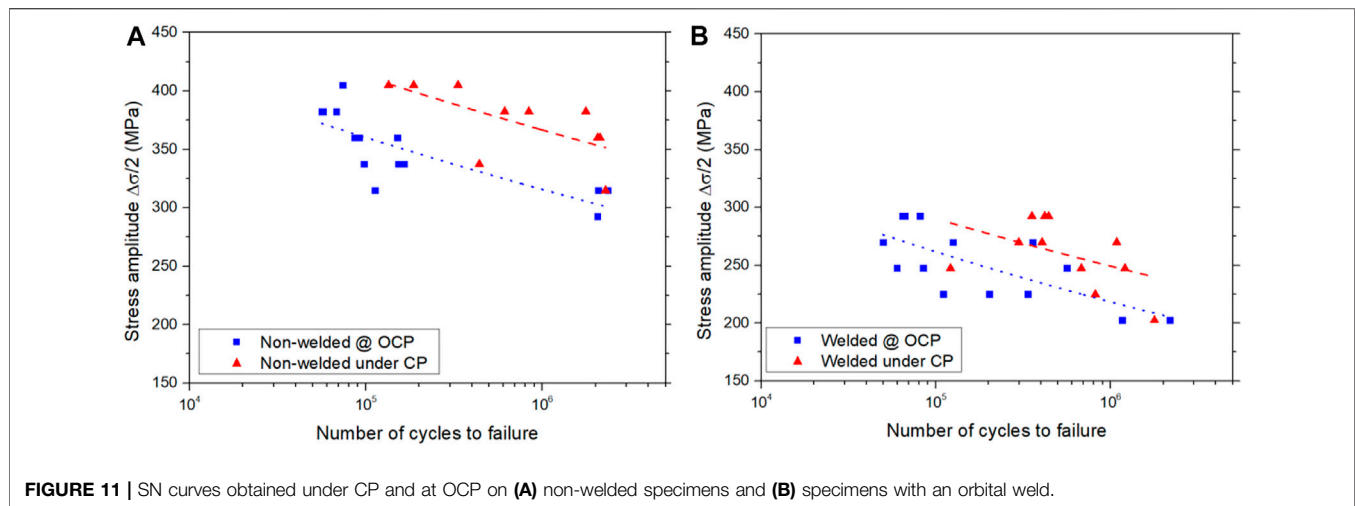 A
450
400
350
300
250
200
150
Stress amplitude Δσ/2 (MPa)
Non-welded @ OCP
Non-welded under CP
10⁴
10⁵
10⁶
Number of cycles to failure
B
450
400
350
300
250
200
150
Stress amplitude Δσ/2 (MPa)
Welded @ OCP
Welded under CP
10⁴
10⁵
10⁶
Number of cycles to failure
FIGURE 11 | SN curves obtained under CP and at OCP on (A) non-welded specimens and (B) specimens with an orbital weld.